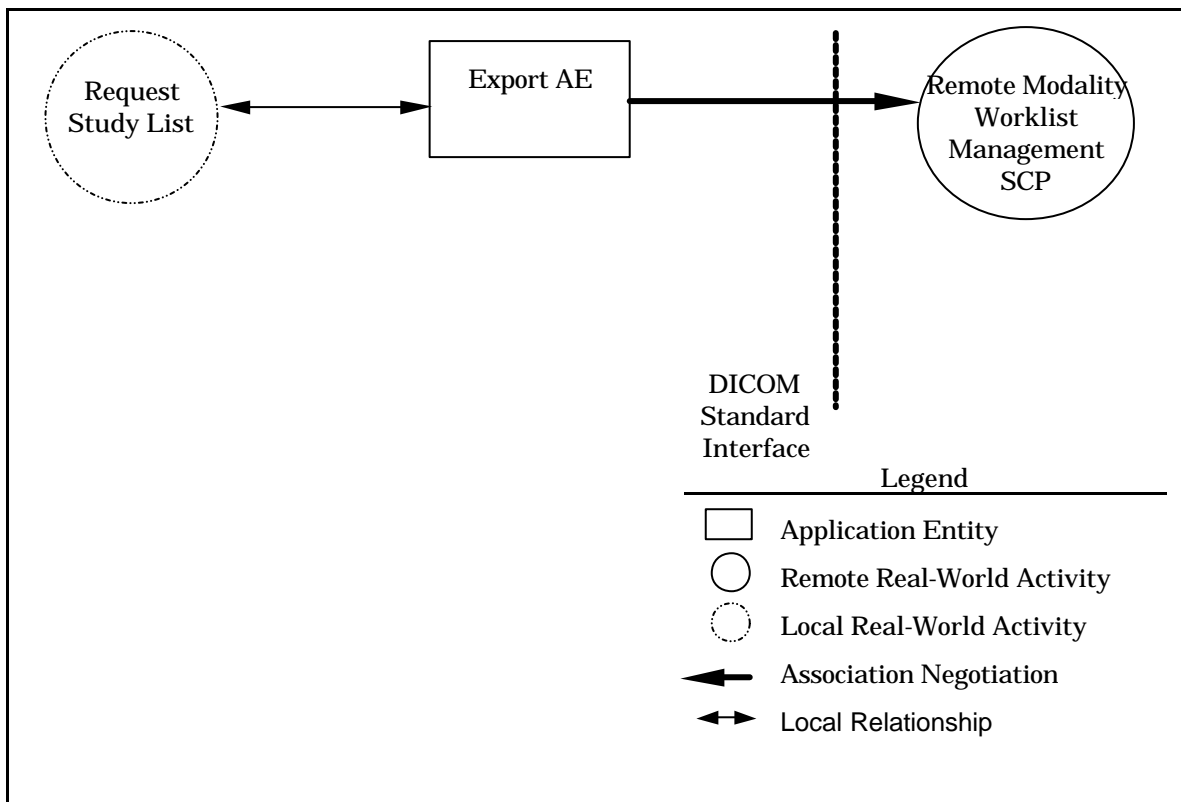 Request
Study List
Export AE
Remote Modality
Worklist
Management
SCP
DICOM
Standard
Interface
Legend
Application Entity
Remote Real-World Activity
Local Real-World Activity
Association Negotiation
Local Relationship